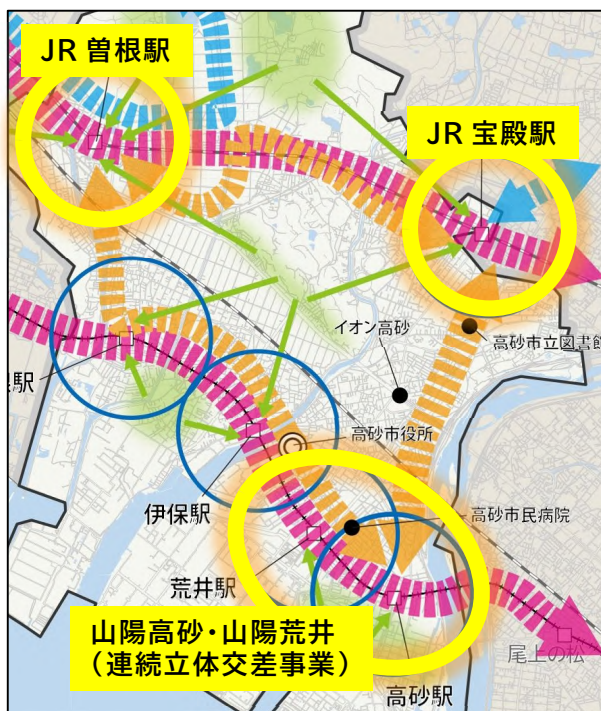 JR 曽根駅
JR 宝殿駅
イオン高砂
高砂市立図書館
駅
高砂市役所
伊保駅
高砂市民病院
荒井駅
山陽高砂・山陽荒井
（連続立体交差事業）
尾上の松
高砂駅